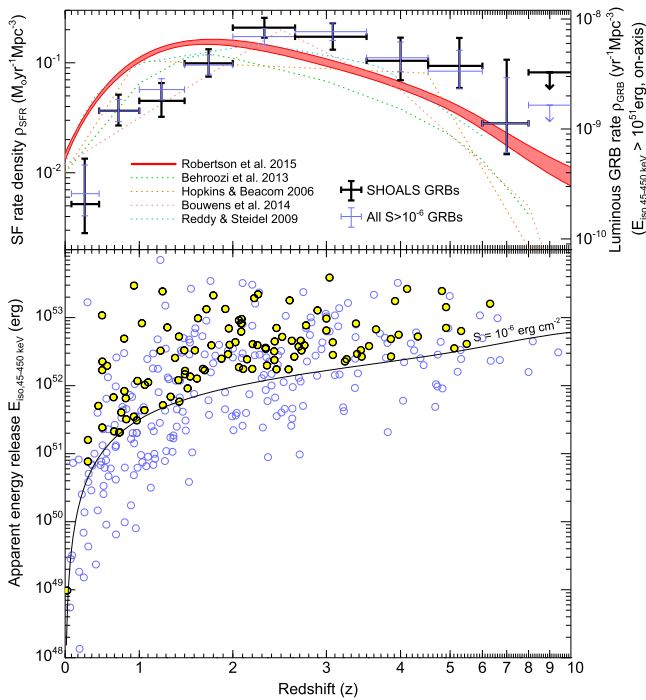 SF rate density ρSFR (M⊙yr-1Mpc-3)
10-1
10-2
Robertson et al. 2015
Behroozi et al. 2013
Hopkins & Beacom 2006
Bouwens et al. 2014
Reddy & Steidel 2009
SHOALS GRBs
All S>10-6 GRBs
10-8
10-9
10-10
Luminous GRB rate ρGRB (yr-1Mpc-3)
(Eiso,45-450 keV > 1051erg, on-axis)
Apparent energy release Eiso,45-450 keV (erg)
1053
1052
1051
1050
1049
1048
S = 10-6 erg cm-2
0 1 2 3 4 5 6 7 8 9 10
Redshift (z)